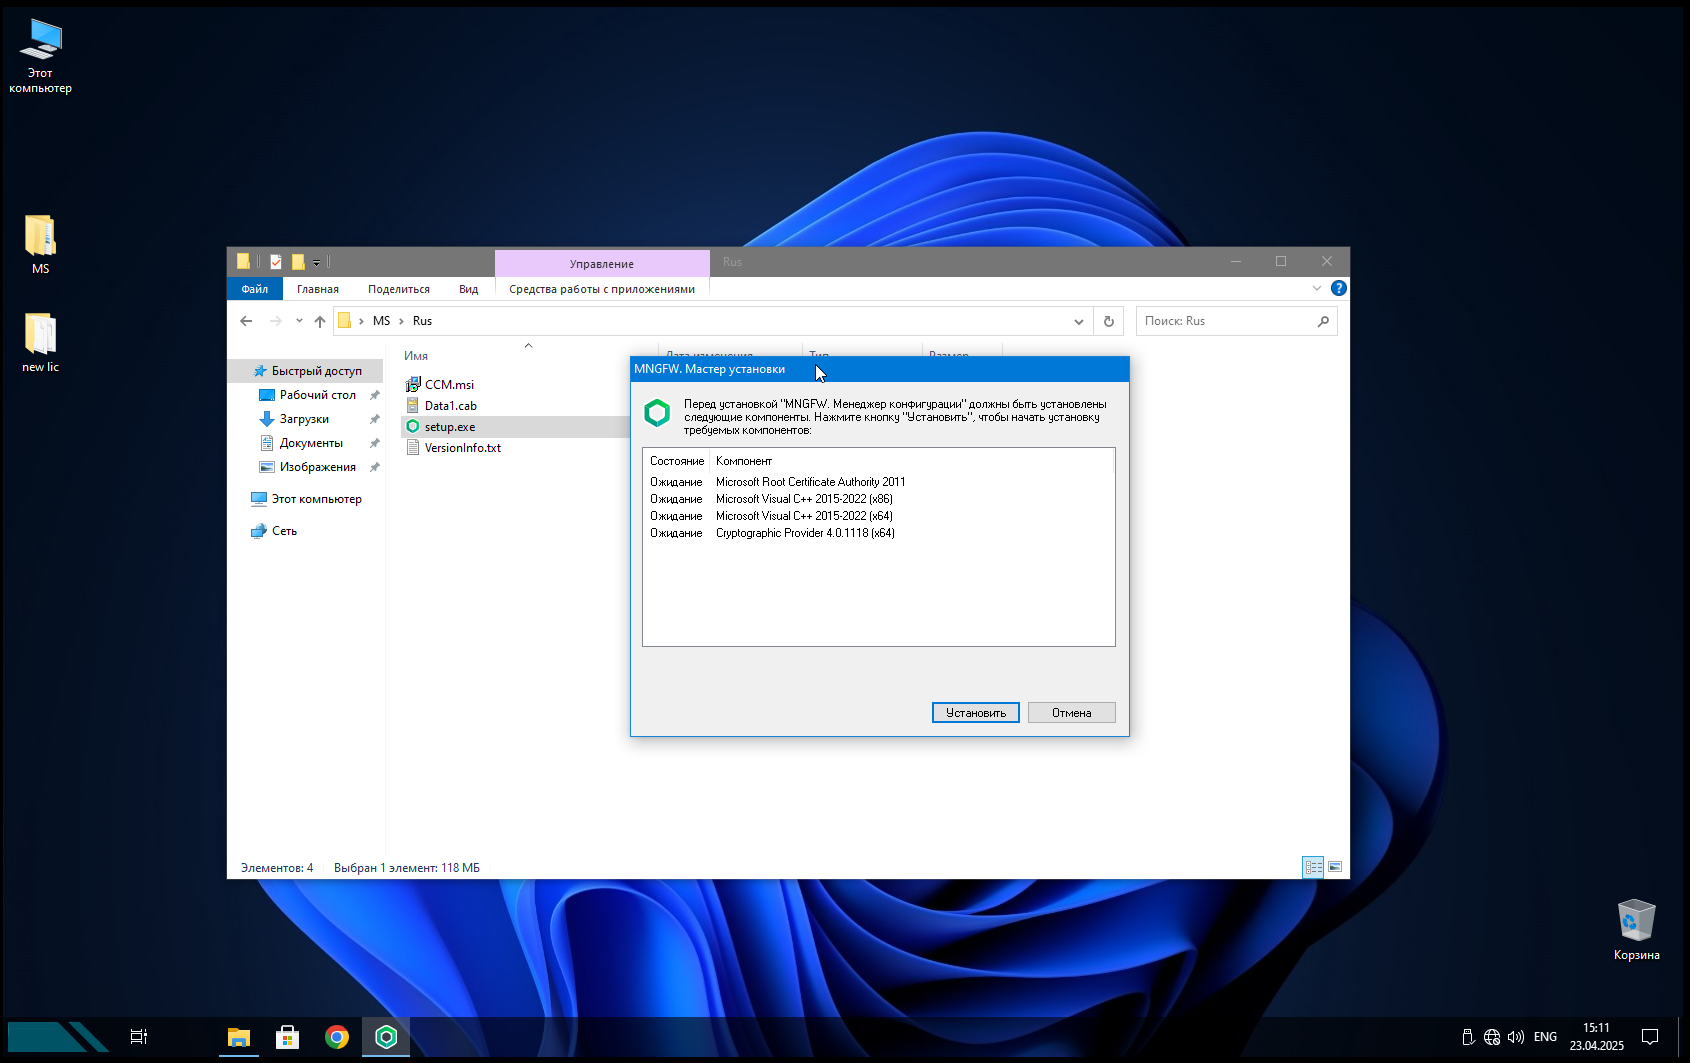 Этот
компьютер
MS
new lic
Управление
Rus
Файл
Главная
Поделиться
Вид
Средства работы с приложениями
MS
Rus
Поиск: Rus
Имя
Дата изменения
Тип
Размер
Быстрый доступ
Рабочий стол
Загрузки
Документы
Изображения
Этот компьютер
Сеть
CCM.msi
Data1.cab
setup.exe
VersionInfo.txt
MNGFW. Мастер установки
Перед установкой "MNGFW. Менеджер конфигурации" должны быть установлены
следующие компоненты. Нажмите кнопку "Установить", чтобы начать установку
требуемых компонентов:
Состояние Компонент
Ожидание Microsoft Root Certificate Authority 2011
Ожидание Microsoft Visual C++ 2015-2022 (x86)
Ожидание Microsoft Visual C++ 2015-2022 (x64)
Ожидание Cryptographic Provider 4.0.1118 (x64)
Установить
Отмена
Элементов: 4
Выбран 1 элемент: 118 МБ
Корзина
ENG
15:11
23.04.2025